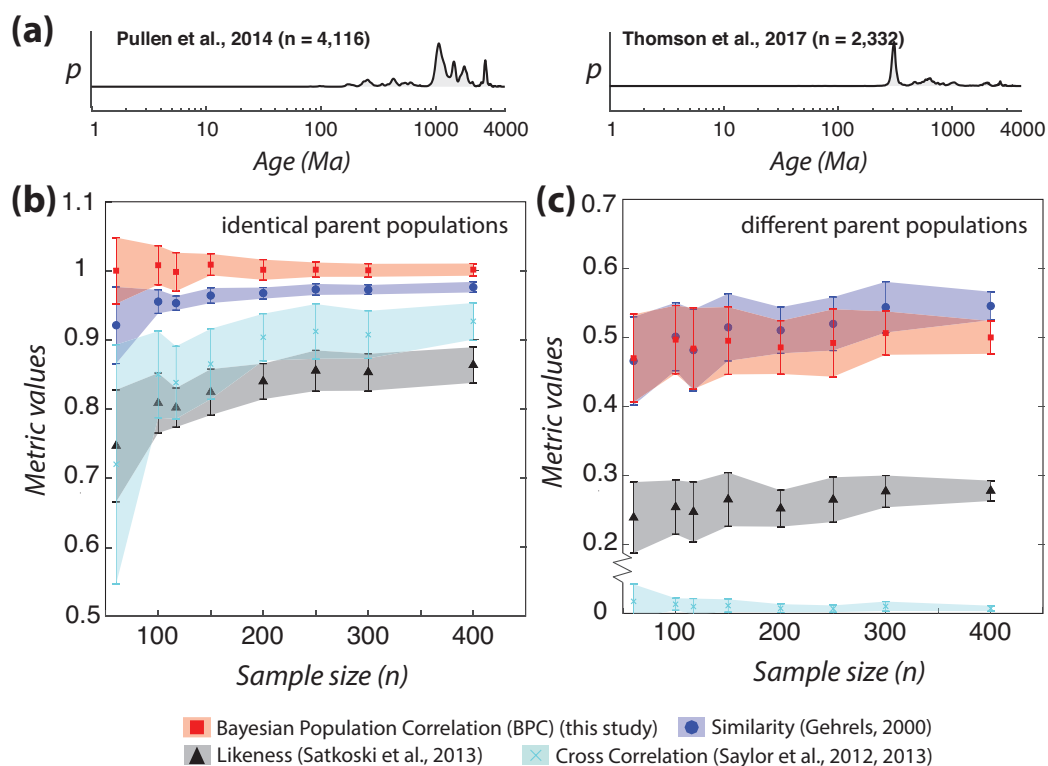 (a)
Pullen et al., 2014 (n = 4,116)
Thomson et al., 2017 (n = 2,332)
p
p
1 10 100 1000 4000
1 10 100 1000 4000
Age (Ma)
Age (Ma)
(b)
(c)
identical parent populations
different parent populations
1.1
1
0.9
0.8
0.7
0.6
0.5
Metric values
0.7
0.6
0.5
0.4
0.3
0.2
0
Metric values
100 200 300 400
100 200 300 400
Sample size (n)
Sample size (n)
Bayesian Population Correlation (BPC) (this study)
Similarity (Gehrels, 2000)
Likeness (Satkoski et al., 2013)
Cross Correlation (Saylor et al., 2012, 2013)